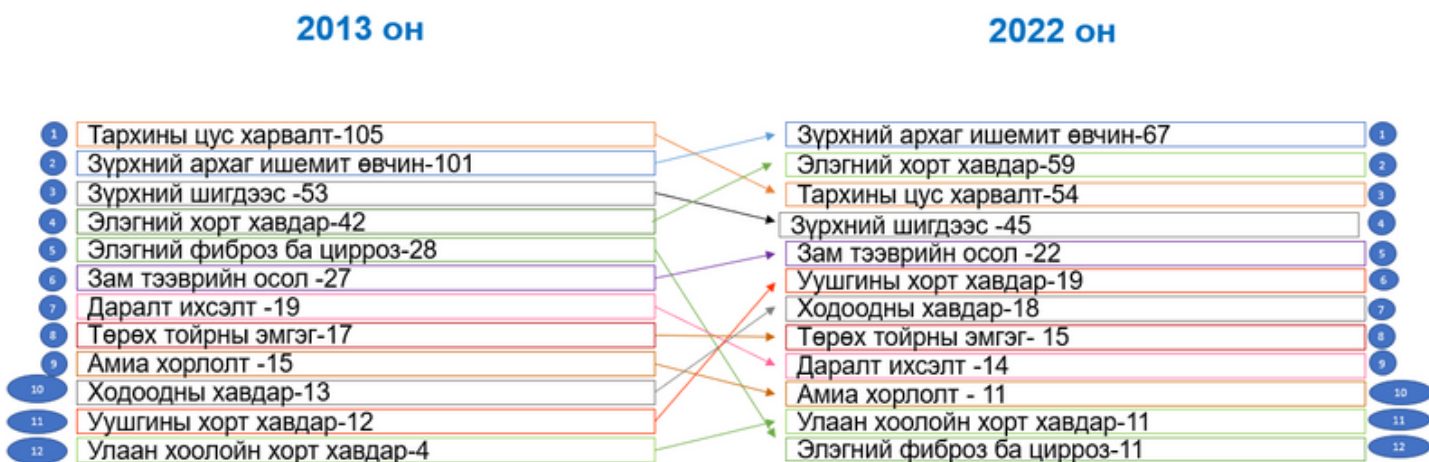 2013 он
2022 он
1 Тархины цус харвалт-105
2 Зүрхний архаг ишемит өвчин-101
3 Зүрхний шигдээс -53
4 Элэгний хорт хавдар-42
5 Элэгний фиброз ба цирроз-28
6 Зам тээврийн осол -27
7 Даралт ихсэлт -19
8 Төрөх тойрны эмгэг-17
9 Амиа хорлолт -15
10 Ходоодны хавдар-13
11 Уушгины хорт хавдар-12
12 Улаан хоолойн хорт хавдар-4
Зүрхний архаг ишемит өвчин-67 1
Элэгний хорт хавдар-59 2
Тархины цус харвалт-54 3
Зүрхний шигдээс -45 4
Зам тээврийн осол -22 5
Уушгины хорт хавдар-19 6
Ходоодны хавдар-18 7
Төрөх тойрны эмгэг- 15 8
Даралт ихсэлт -14 9
Амиа хорлолт - 11 10
Улаан хоолойн хорт хавдар-11 11
Элэгний фиброз ба цирроз-11 12